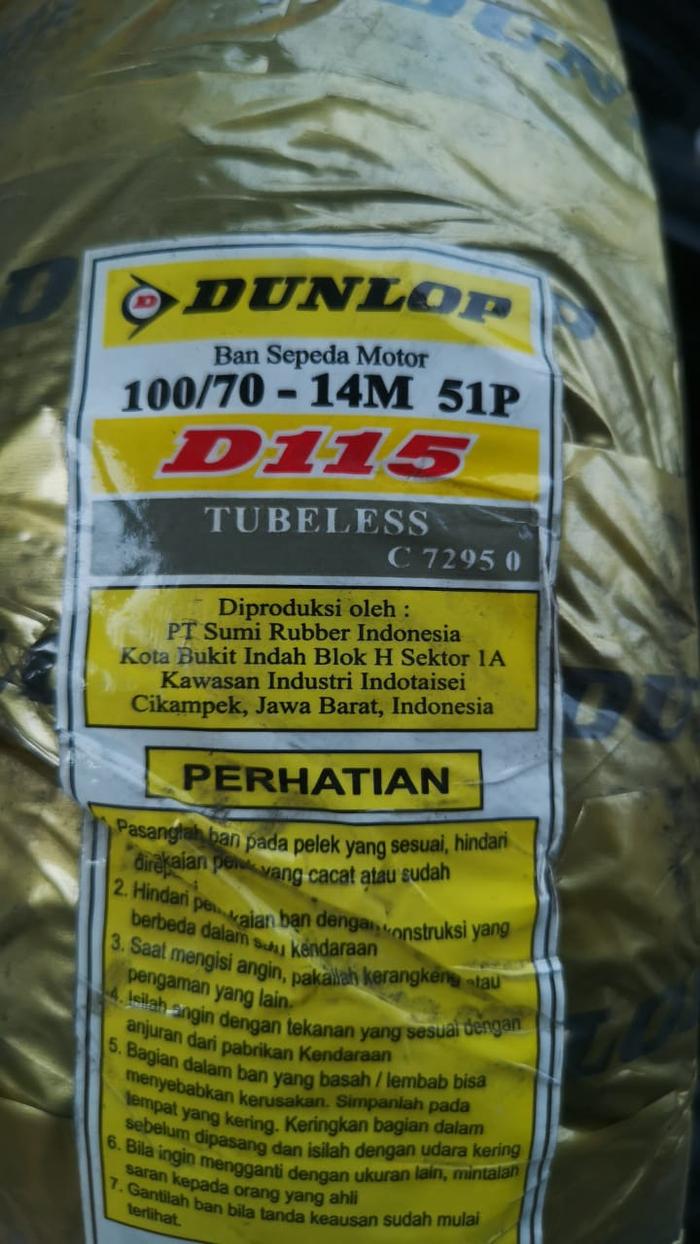 DUNLOP
Ban Sepeda Motor
100/70 - 14M 51P
D115
TUBELESS
C 7295 0
Diproduksi oleh :
PT Sumi Rubber Indonesia
Kota Bukit Indah Blok H Sektor 1A
Kawasan Industri Indotaisei
Cikampek, Jawa Barat, Indonesia
PERHATIAN
1. Pasanglah ban pada pelek yang sesuai, hindari
yang cacat atau sudah
2. Hindari ban dengan konstruksi yang
berbeda dalam kendaraan
3. Saat mengisi angin, pakailah kerangkeng atau
pengaman yang lain.
4. Isilah angin dengan tekanan yang sesuai dengan
anjuran dari pabrikan Kendaraan
5. Bagian dalam ban yang basah / lembab bisa
menyebabkan kerusakan. Simpanlah pada
tempat yang kering. Keringkan bagian dalam
sebelum dipasang dan isilah dengan udara kering
6. Bila ingin mengganti dengan ukuran lain, mintalah
saran kepada orang yang ahli
7. Gantilah ban bila tanda keausan sudah mulai
terlihat.